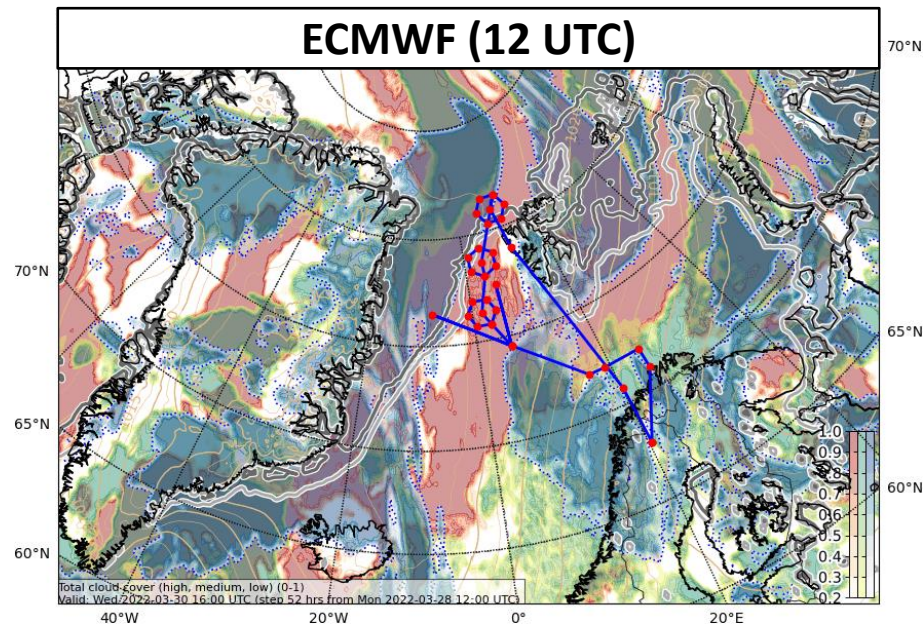 ECMWF (12 UTC)
70°N
70°N
65°N
65°N
60°N
60°N
1.0
0.9
0.8
0.7
0.6
0.5
0.4
0.3
0.2
Total cloud cover (high, medium, low) (0-1)
Valid: Wed 2022-03-30 16:00 UTC (step 52 hrs from Mon 2022-03-28 12:00 UTC)
40°W
20°W
0°
20°E